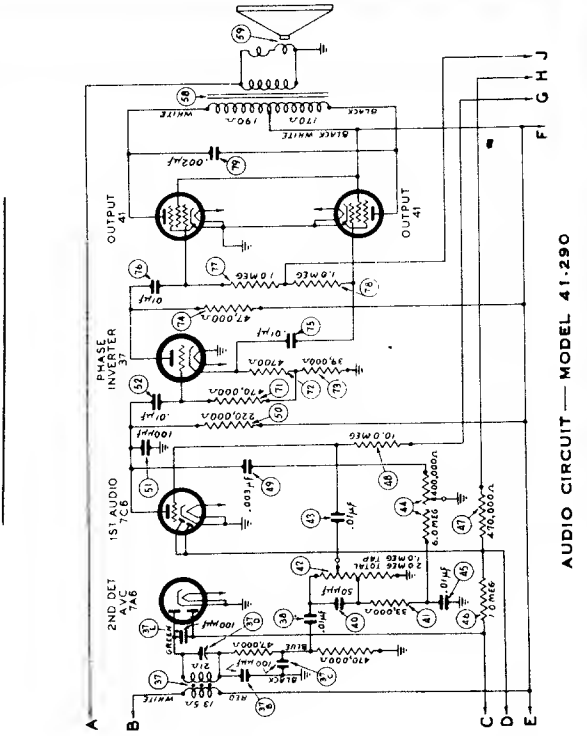 A
B
C
D
E
F
G
H
J
59
58
WHITE
190Ω
170Ω
BLACK
BLACK WHITE
.002µf
79
OUTPUT
41
OUTPUT
41
76
.01µf
77
1.0 MEG
1.0 MEG
78
74
47,000Ω
75
.01µf
PHASE
INVERTER
37
52
.01µf
4700Ω
72
39,000Ω
73
470,000Ω
71
220,000Ω
50
100µµf
51
1ST AUDIO
7C6
.003µf
49
10.0 MEG
48
43
.01µf
44
6.0 MEG
400,000Ω
47
470,000Ω
2ND DET
AVC
7A6
42
2.0 MEG TOTAL
1.0 MEG TAP
50µµf
40
38
.01µf
33,000Ω
41
.01µf
45
46
1.0 MEG
GREEN
37
100µµf
37
D
37
21Ω
13.5Ω
WHITE
RED
47,000Ω
BLUE
100µµf
37
C
BLACK
37
B
470,000Ω
AUDIO CIRCUIT — MODEL 41-290